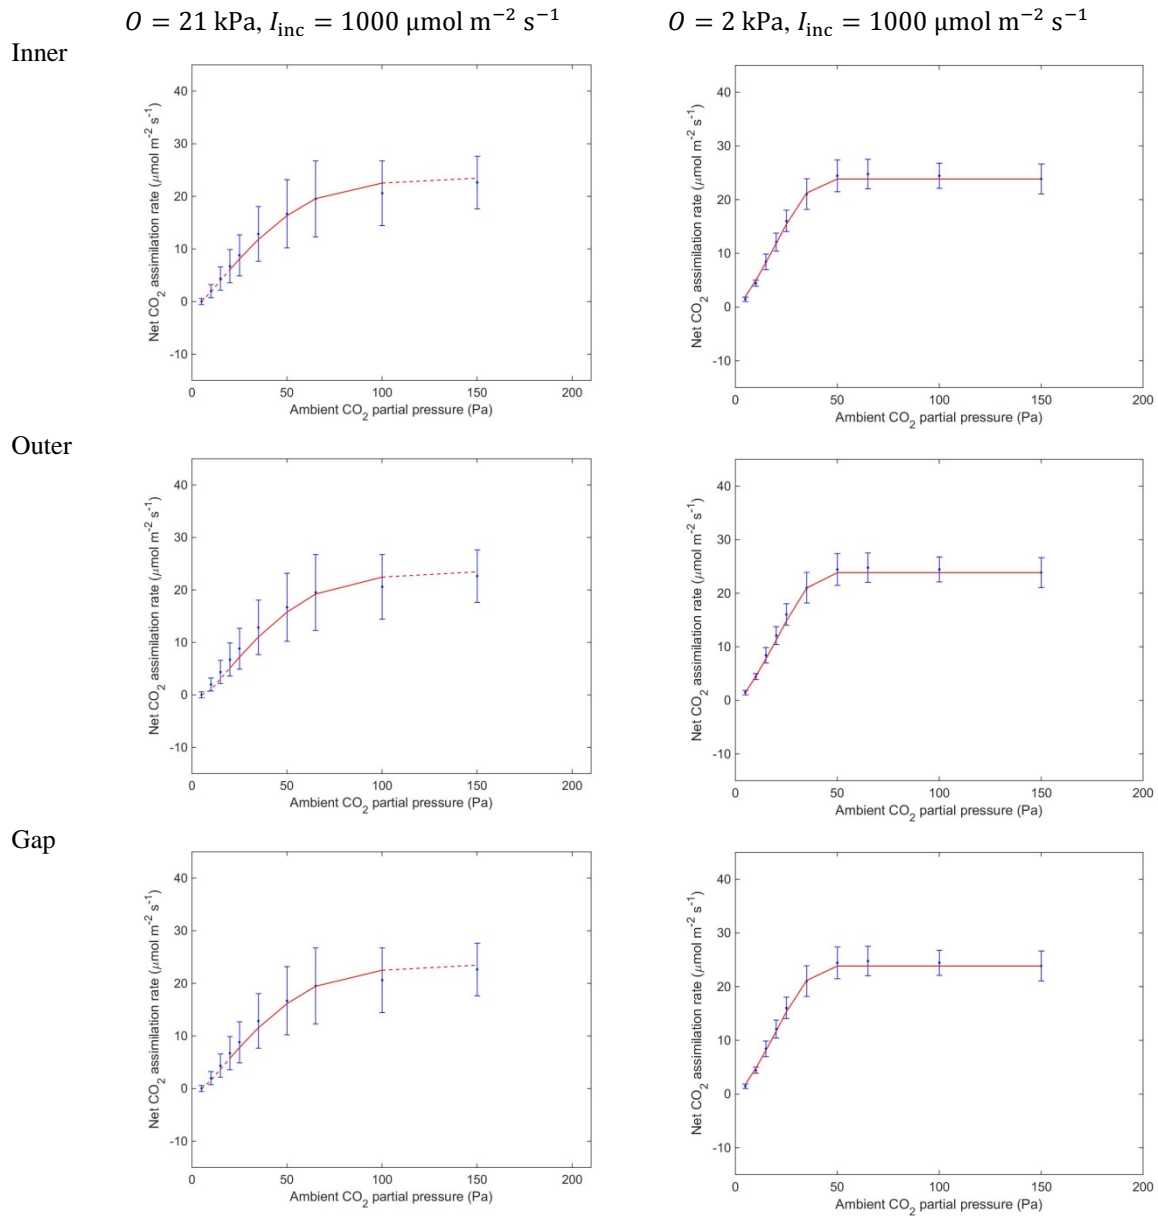 O = 21 kPa, I_inc = 1000 μmol m⁻² s⁻¹
O = 2 kPa, I_inc = 1000 μmol m⁻² s⁻¹
Inner
Net CO₂ assimilation rate (μmol m⁻² s⁻¹)
40
30
20
10
0
-10
0 50 100 150 200
Ambient CO₂ partial pressure (Pa)
Net CO₂ assimilation rate (μmol m⁻² s⁻¹)
40
30
20
10
0
-10
0 50 100 150 200
Ambient CO₂ partial pressure (Pa)
Outer
Net CO₂ assimilation rate (μmol m⁻² s⁻¹)
40
30
20
10
0
-10
0 50 100 150 200
Ambient CO₂ partial pressure (Pa)
Net CO₂ assimilation rate (μmol m⁻² s⁻¹)
40
30
20
10
0
-10
0 50 100 150 200
Ambient CO₂ partial pressure (Pa)
Gap
Net CO₂ assimilation rate (μmol m⁻² s⁻¹)
40
30
20
10
0
-10
0 50 100 150 200
Ambient CO₂ partial pressure (Pa)
Net CO₂ assimilation rate (μmol m⁻² s⁻¹)
40
30
20
10
0
-10
0 50 100 150 200
Ambient CO₂ partial pressure (Pa)